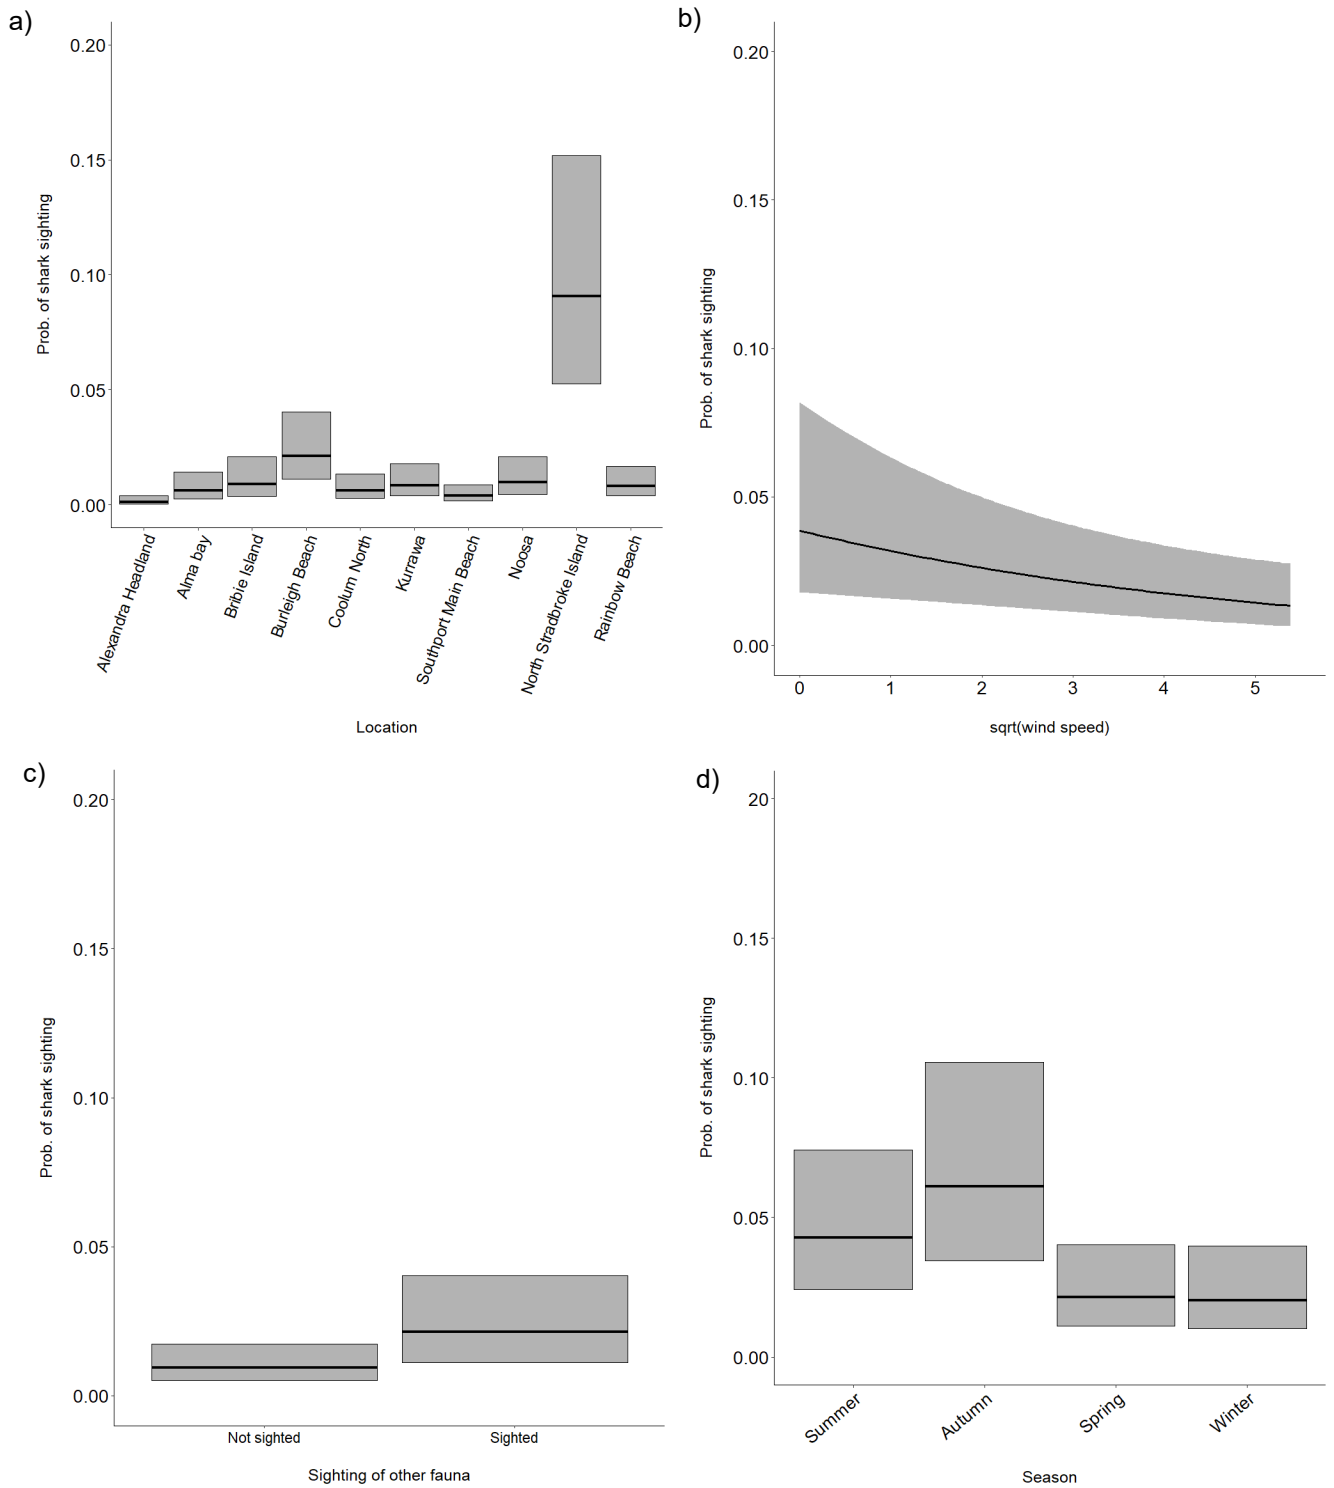 a)
0.20
0.15
0.10
0.05
0.00
Prob. of shark sighting
Alexandra Headland
Alma bay
Bribie Island
Burleigh Beach
Coolum North
Kurrawa
Southport Main Beach
Noosa
North Stradbroke Island
Rainbow Beach
Location
b)
0.20
0.15
0.10
0.05
0.00
Prob. of shark sighting
0 1 2 3 4 5
sqrt(wind speed)
c)
0.20
0.15
0.10
0.05
0.00
Prob. of shark sighting
Not sighted
Sighted
Sighting of other fauna
d)
20
0.15
0.10
0.05
0.00
Prob. of shark sighting
Summer
Autumn
Spring
Winter
Season